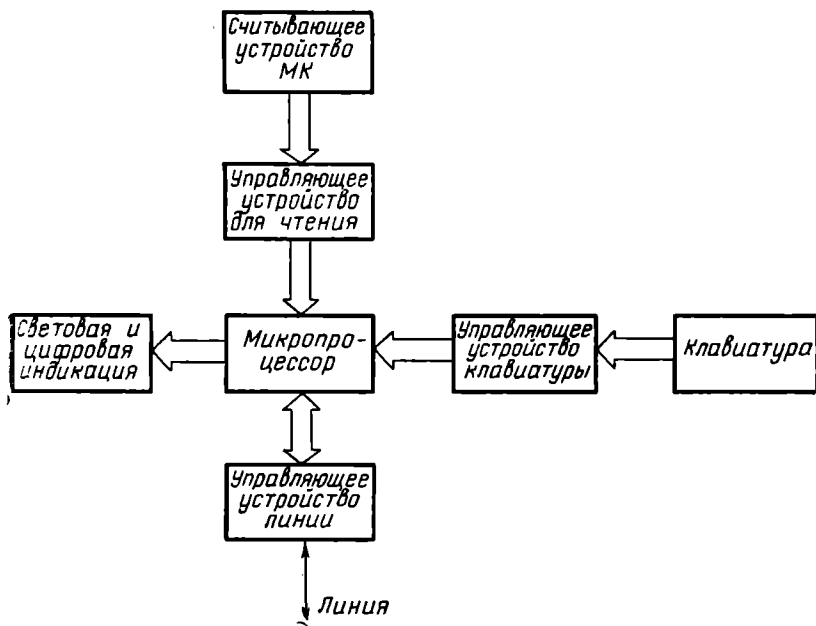 Считывающее
устройство
МК
Управляющее
устройство
для чтения
Световая и
цифровая
индикация
Микропро-
цессор
Управляющее
устройство
клавиатуры
Клавиатура
Управляющее
устройство
линии
Линия